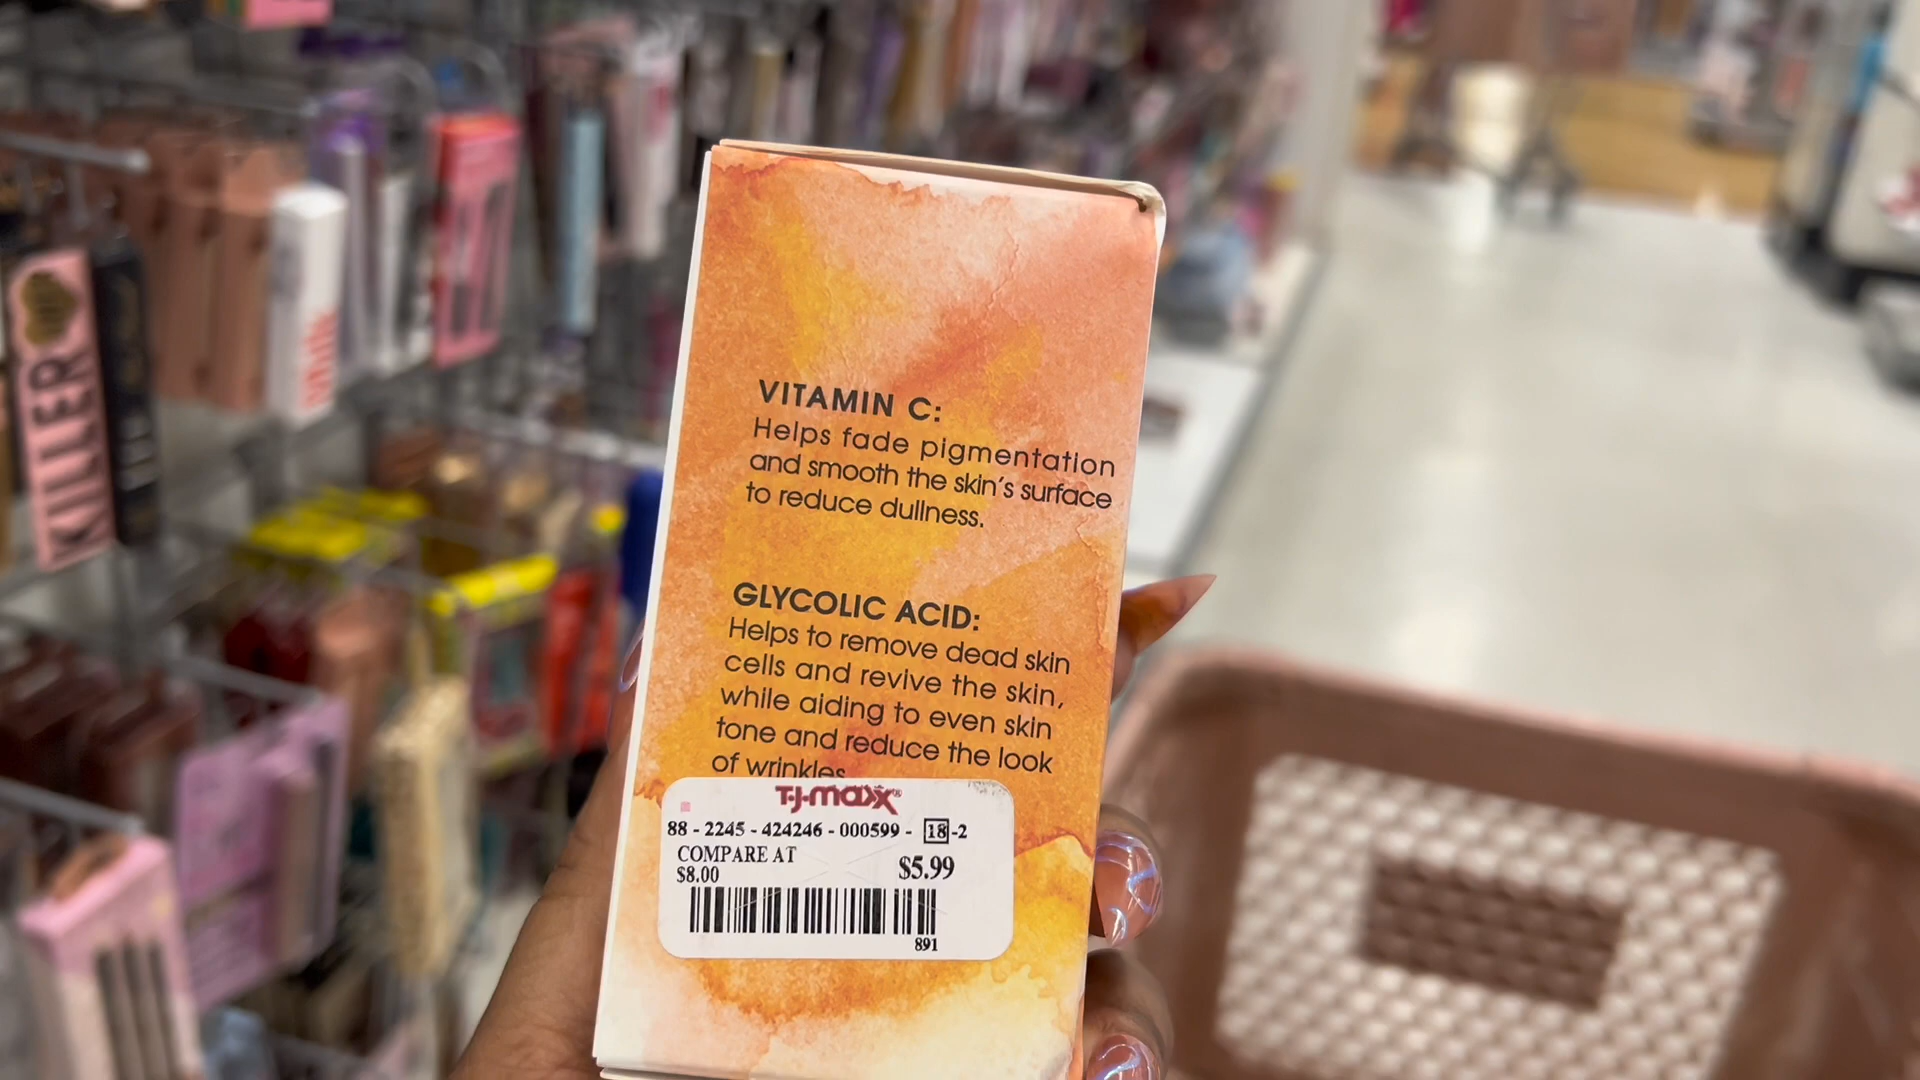 VITAMIN C:
Helps fade pigmentation
and smooth the skin's surface
to reduce dullness.
GLYCOLIC ACID:
Helps to remove dead skin
cells and revive the skin,
while aiding to even skin
tone and reduce the look
of wrinkles.
T·J·maxx®
88 - 2245 - 424246 - 000599 - 18 -2
COMPARE AT
$8.00
$5.99
891
KILLER